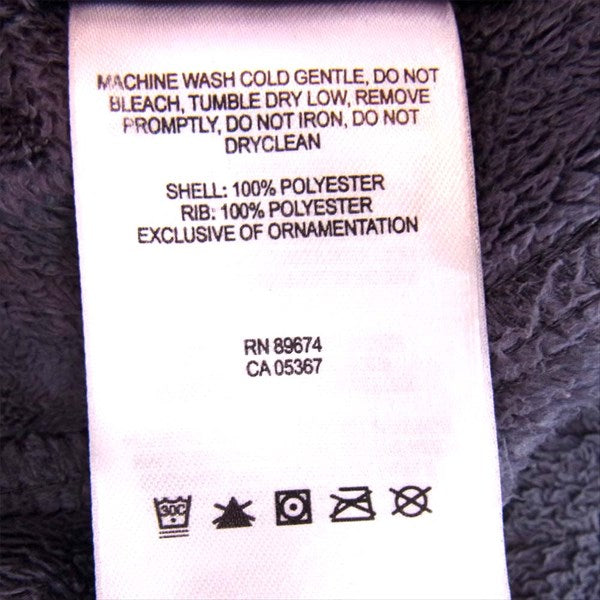 MACHINE WASH COLD GENTLE, DO NOT
BLEACH, TUMBLE DRY LOW, REMOVE
PROMPTLY, DO NOT IRON, DO NOT
DRYCLEAN
SHELL: 100% POLYESTER
RIB: 100% POLYESTER
EXCLUSIVE OF ORNAMENTATION
RN 89674
CA 05367
30C